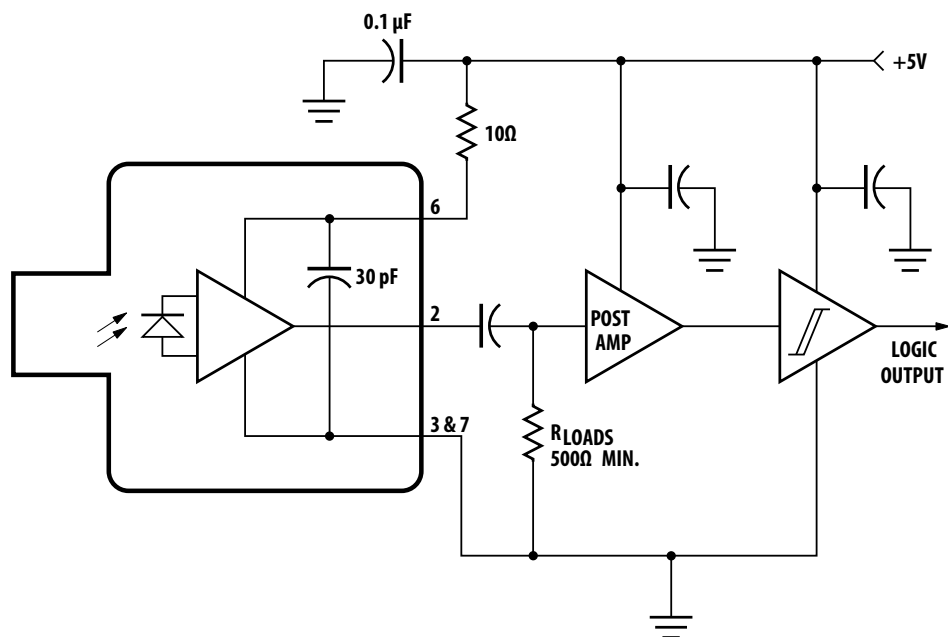 0.1 µF
+5V
10Ω
6
30 pF
2
POST
AMP
LOGIC
OUTPUT
3 & 7
RLOADS
500Ω MIN.